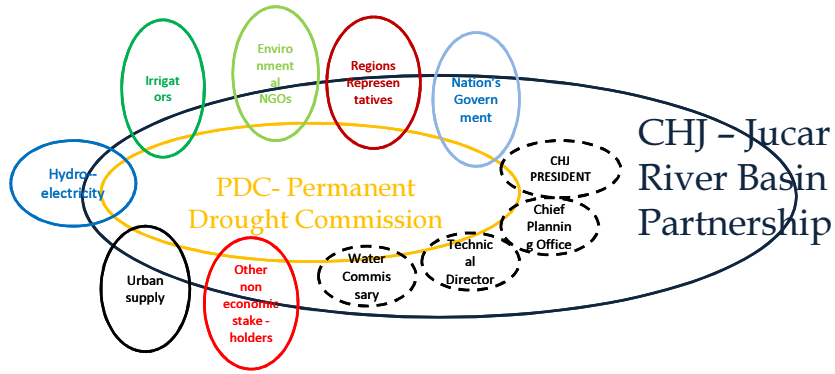 Irrigat
ors
Enviro
nment
al
NGOs
Regions
Represen
tatives
Nation's
Govern
ment
CHJ – Jucar
River Basin
Partnership
CHJ
PRESIDENT
Hydro--
electricity
PDC- Permanent
Drought Commission
Chief
Plannin
g Office
Technic
al
Director
Water
Commis
sary
Urban
supply
Other
non
economic
stake -
holders